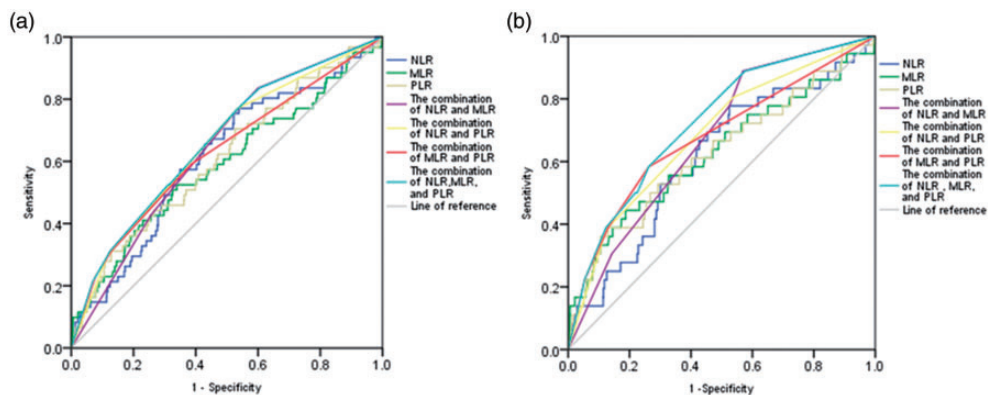 (a)
Sensitivity
1.0
0.8
0.6
0.4
0.2
0.0
0.0 0.2 0.4 0.6 0.8 1.0
1 - Specificity
NLR
MLR
PLR
The combination
of NLR and MLR
The combination
of NLR and PLR
The combination
of MLR and PLR
The combination
of NLR,MLR,
and PLR
Line of reference
(b)
Sensitivity
1.0
0.8
0.6
0.4
0.2
0.0
0.0 0.2 0.4 0.6 0.8 1.0
1 -Specificity
NLR
MLR
PLR
The combination
of NLR and MLR
The combination
of NLR and PLR
The combination
of MLR and PLR
The combination
of NLR , MLR,
and PLR
Line of reference